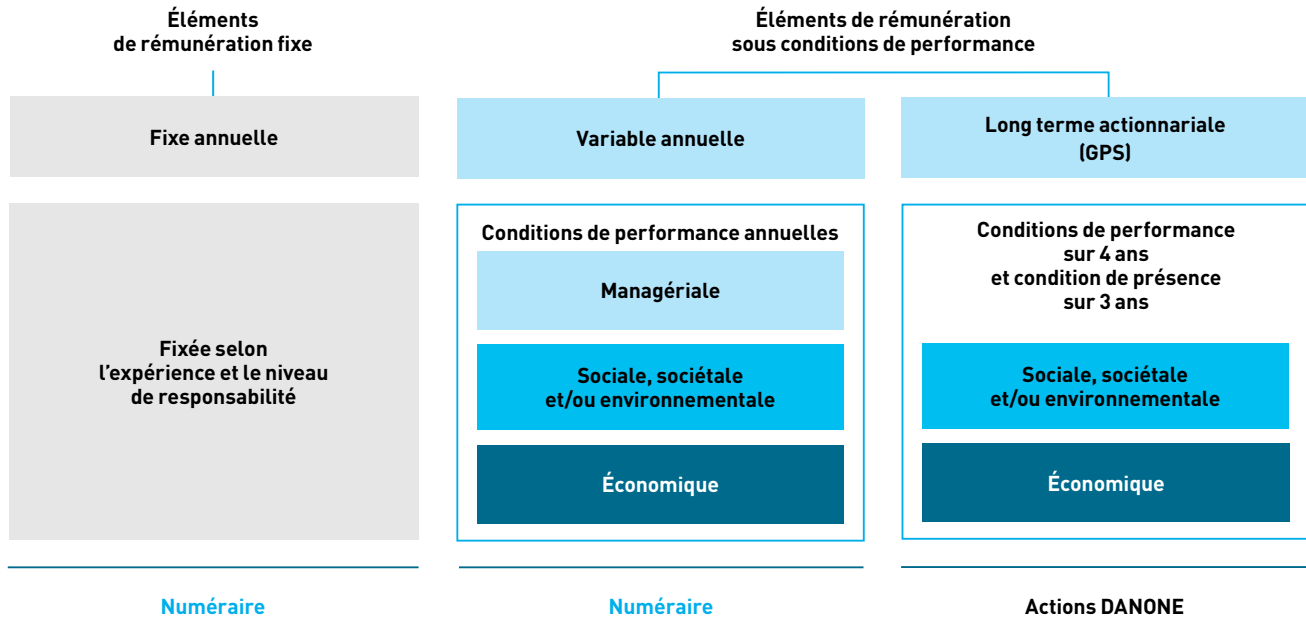 Éléments
de rémunération fixe
Éléments de rémunération
sous conditions de performance
Fixe annuelle
Variable annuelle
Long terme actionnariale
(GPS)
Fixée selon
l'expérience et le niveau
de responsabilité
Conditions de performance annuelles
Managériale
Sociale, sociétale
et/ou environnementale
Économique
Conditions de performance
sur 4 ans
et condition de présence
sur 3 ans
Sociale, sociétale
et/ou environnementale
Économique
Numéraire
Numéraire
Actions DANONE